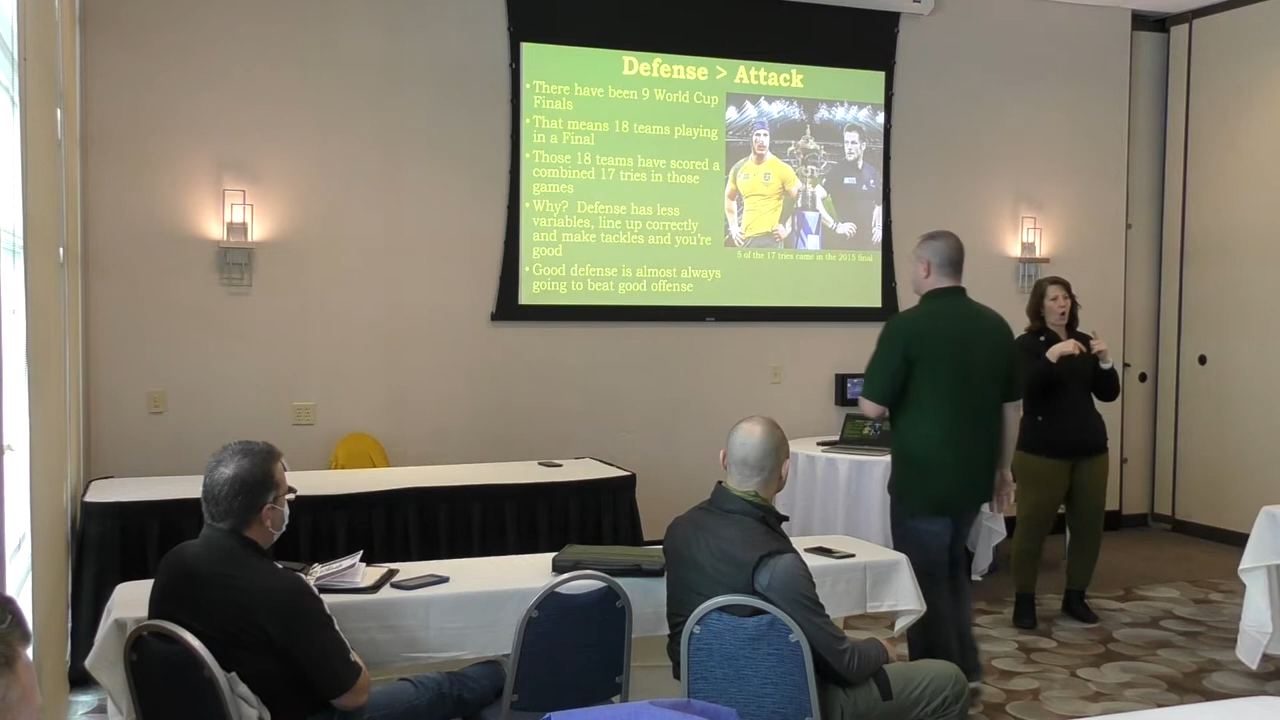 Defense > Attack
• There have been 9 World Cup
Finals
• That means 18 teams playing
in a Final
• Those 18 teams have scored a
combined 17 tries in those
games
• Why? Defense has less
variables, line up correctly
and make tackles and you're
good
• Good defense is almost always
going to beat good offense
5 of the 17 tries came in the 2015 final